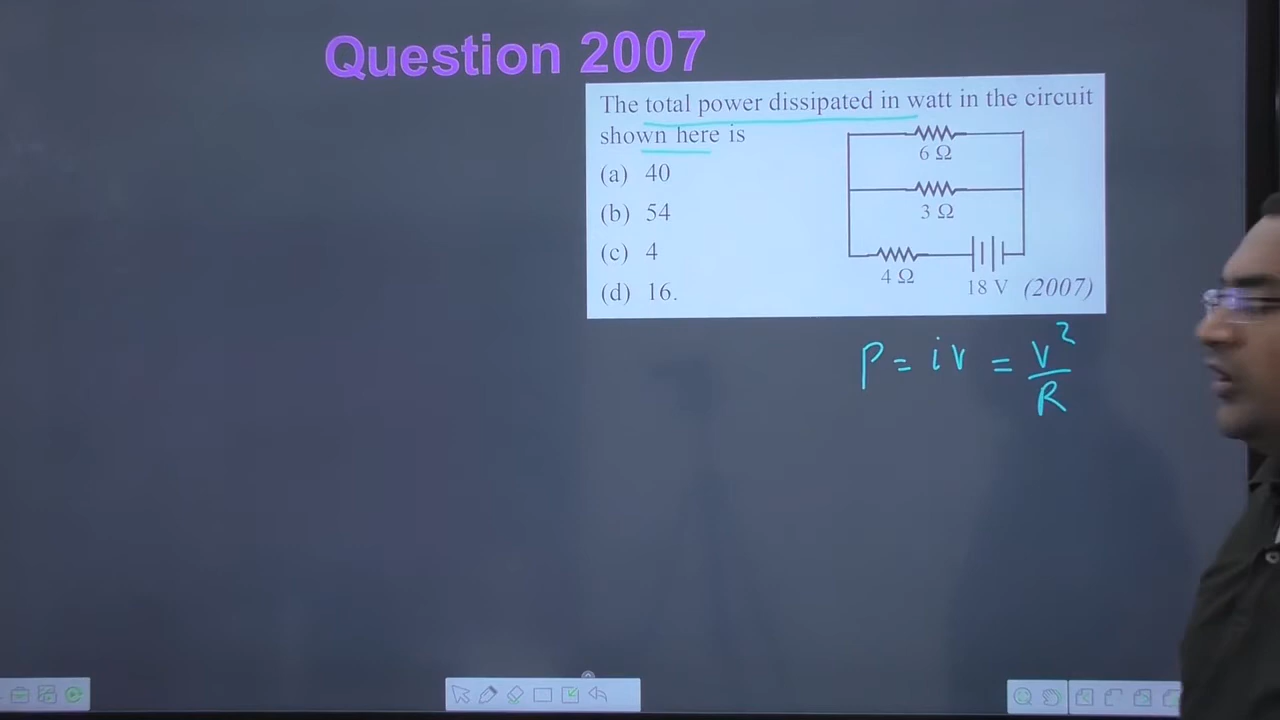 Question 2007
The total power dissipated in watt in the circuit
shown here is
(a) 40
(b) 54
(c) 4
(d) 16.
6 Ω
3 Ω
4 Ω
18 V (2007)
P = iv = v²/R